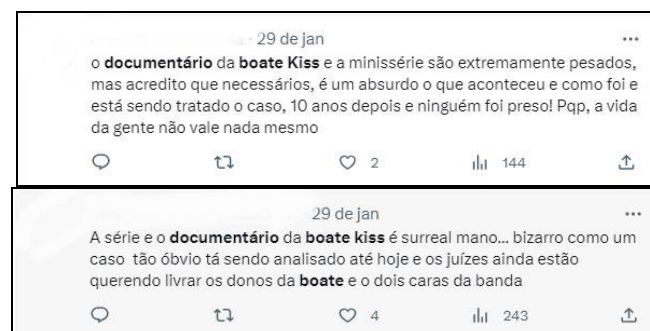 · 29 de jan
o documentário da boate Kiss e a minissérie são extremamente pesados,
mas acredito que necessários, é um absurdo o que aconteceu e como foi e
está sendo tratado o caso, 10 anos depois e ninguém foi preso! Pqp, a vida
da gente não vale nada mesmo
2 144
29 de jan
A série e o documentário da boate kiss é surreal mano... bizarro como um
caso tão óbvio tá sendo analisado até hoje e os juízes ainda estão
querendo livrar os donos da boate e o dois caras da banda
4 243